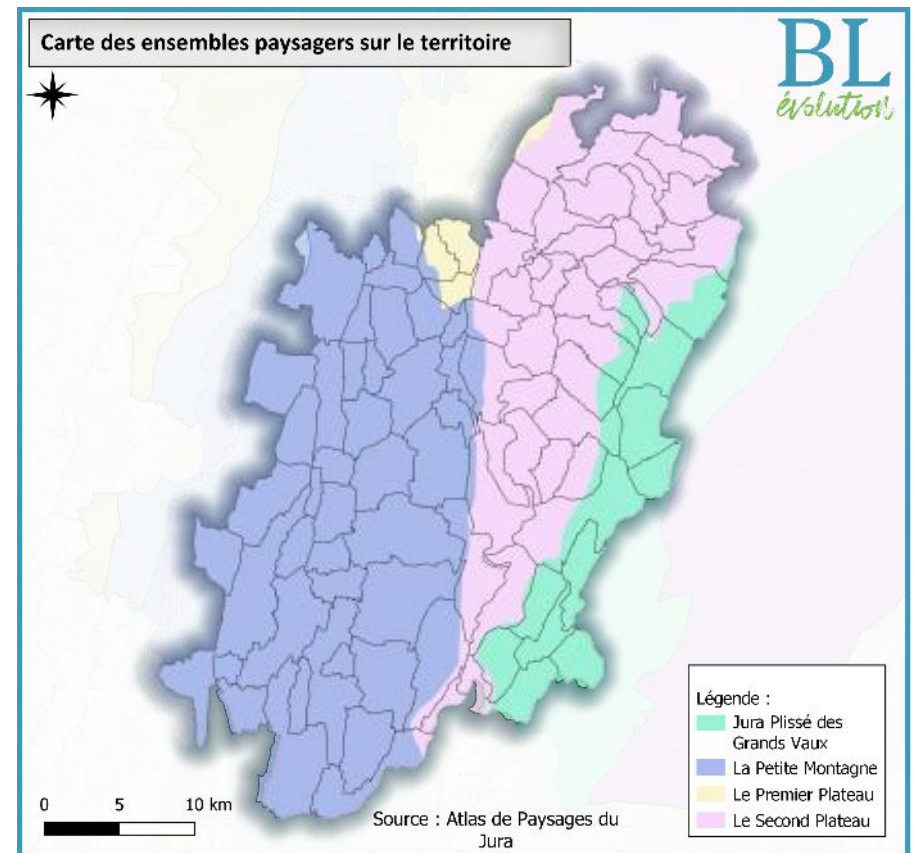 Carte des ensembles paysagers sur le territoire
BL
évolution
Légende :
Jura Plissé des
Grands Vaux
La Petite Montagne
Le Premier Plateau
Le Second Plateau
0 5 10 km
Source : Atlas de Paysages du
Jura